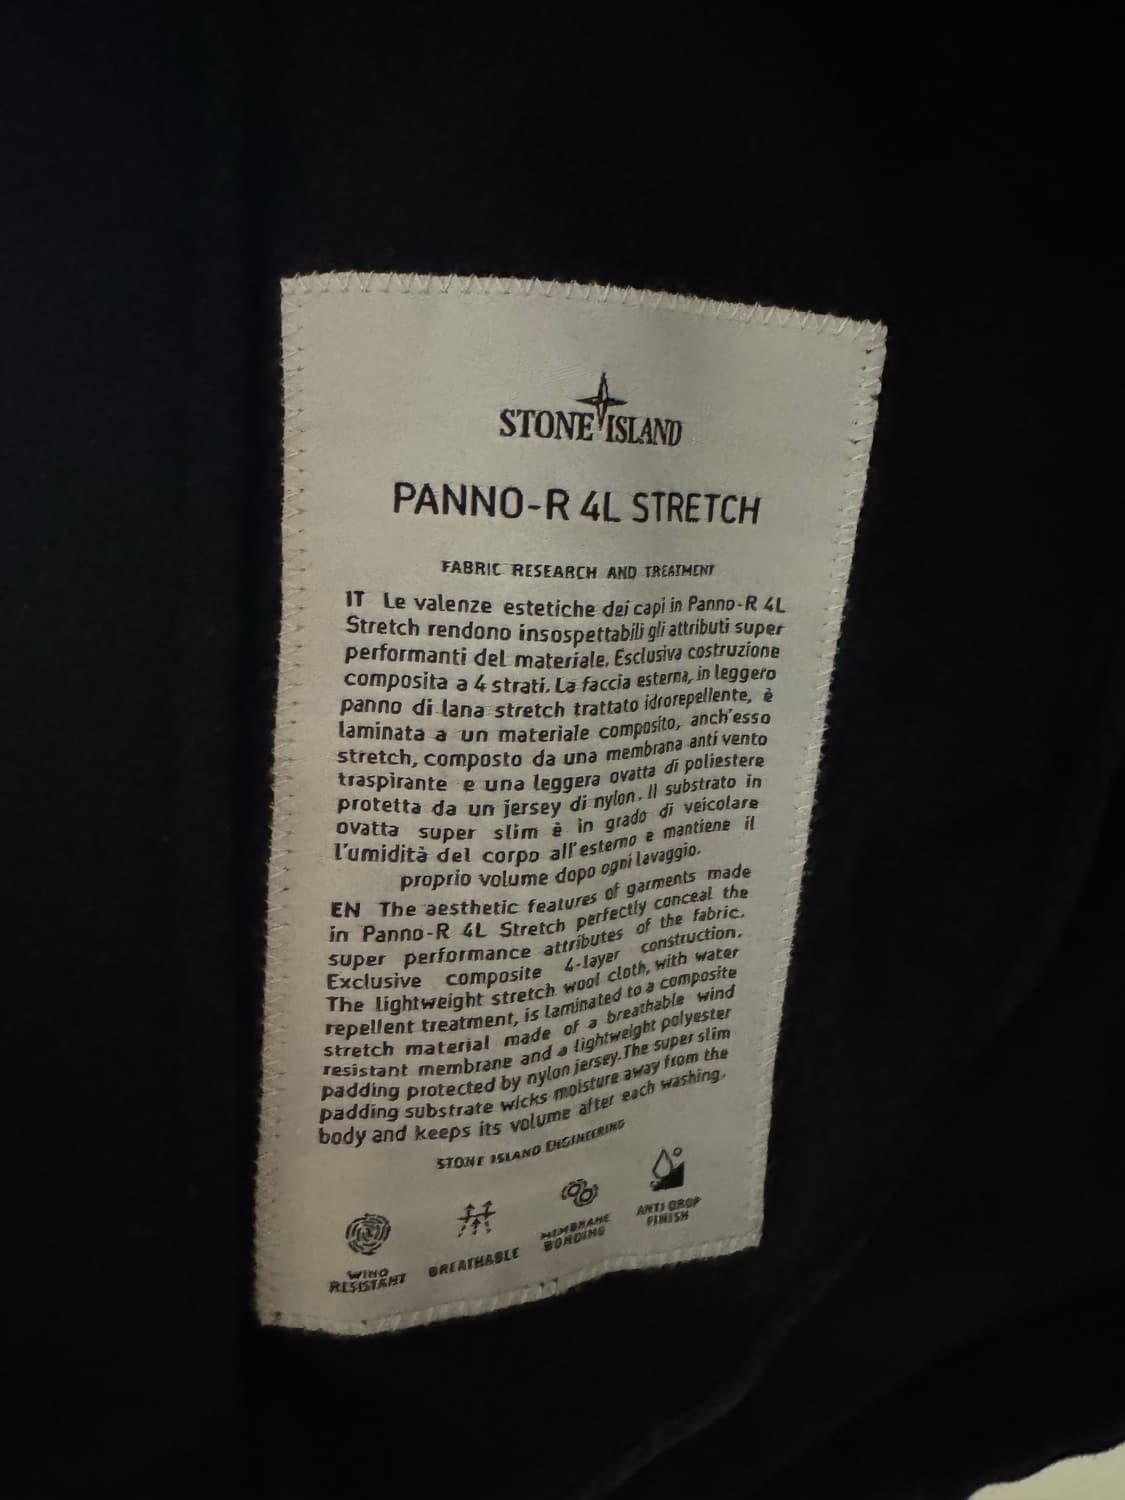 STONE ISLAND
PANNO-R 4L STRETCH
FABRIC RESEARCH AND TREATMENT
IT Le valenze estetiche dei capi in Panno-R 4L
Stretch rendono insospettabili gli attributi super
performanti del materiale. Esclusiva costruzione
composita a 4 strati. La faccia esterna, in leggero
panno di lana stretch trattato idrorepellente, è
laminata a un materiale composito, anch'esso
stretch, composto da una membrana anti vento
traspirante e una leggera ovatta di poliestere
protetta da un jersey di nylon. Il substrato in
ovatta super slim è in grado di veicolare
l'umidità del corpo all'esterno e mantiene il
proprio volume dopo ogni lavaggio.
EN The aesthetic features of garments made
in Panno-R 4L Stretch perfectly conceal the
super performance attributes of the fabric.
Exclusive composite 4-layer construction.
The lightweight stretch wool cloth, with water
repellent treatment, is laminated to a composite
stretch material made of a breathable wind
resistant membrane and a lightweight polyester
padding protected by nylon jersey. The super slim
padding substrate wicks moisture away from the
body and keeps its volume after each washing.
STONE ISLAND ENGINEERING
WIND
RESISTANT
BREATHABLE
MEMBRANE
BONDING
ANTI DROP
FINISH